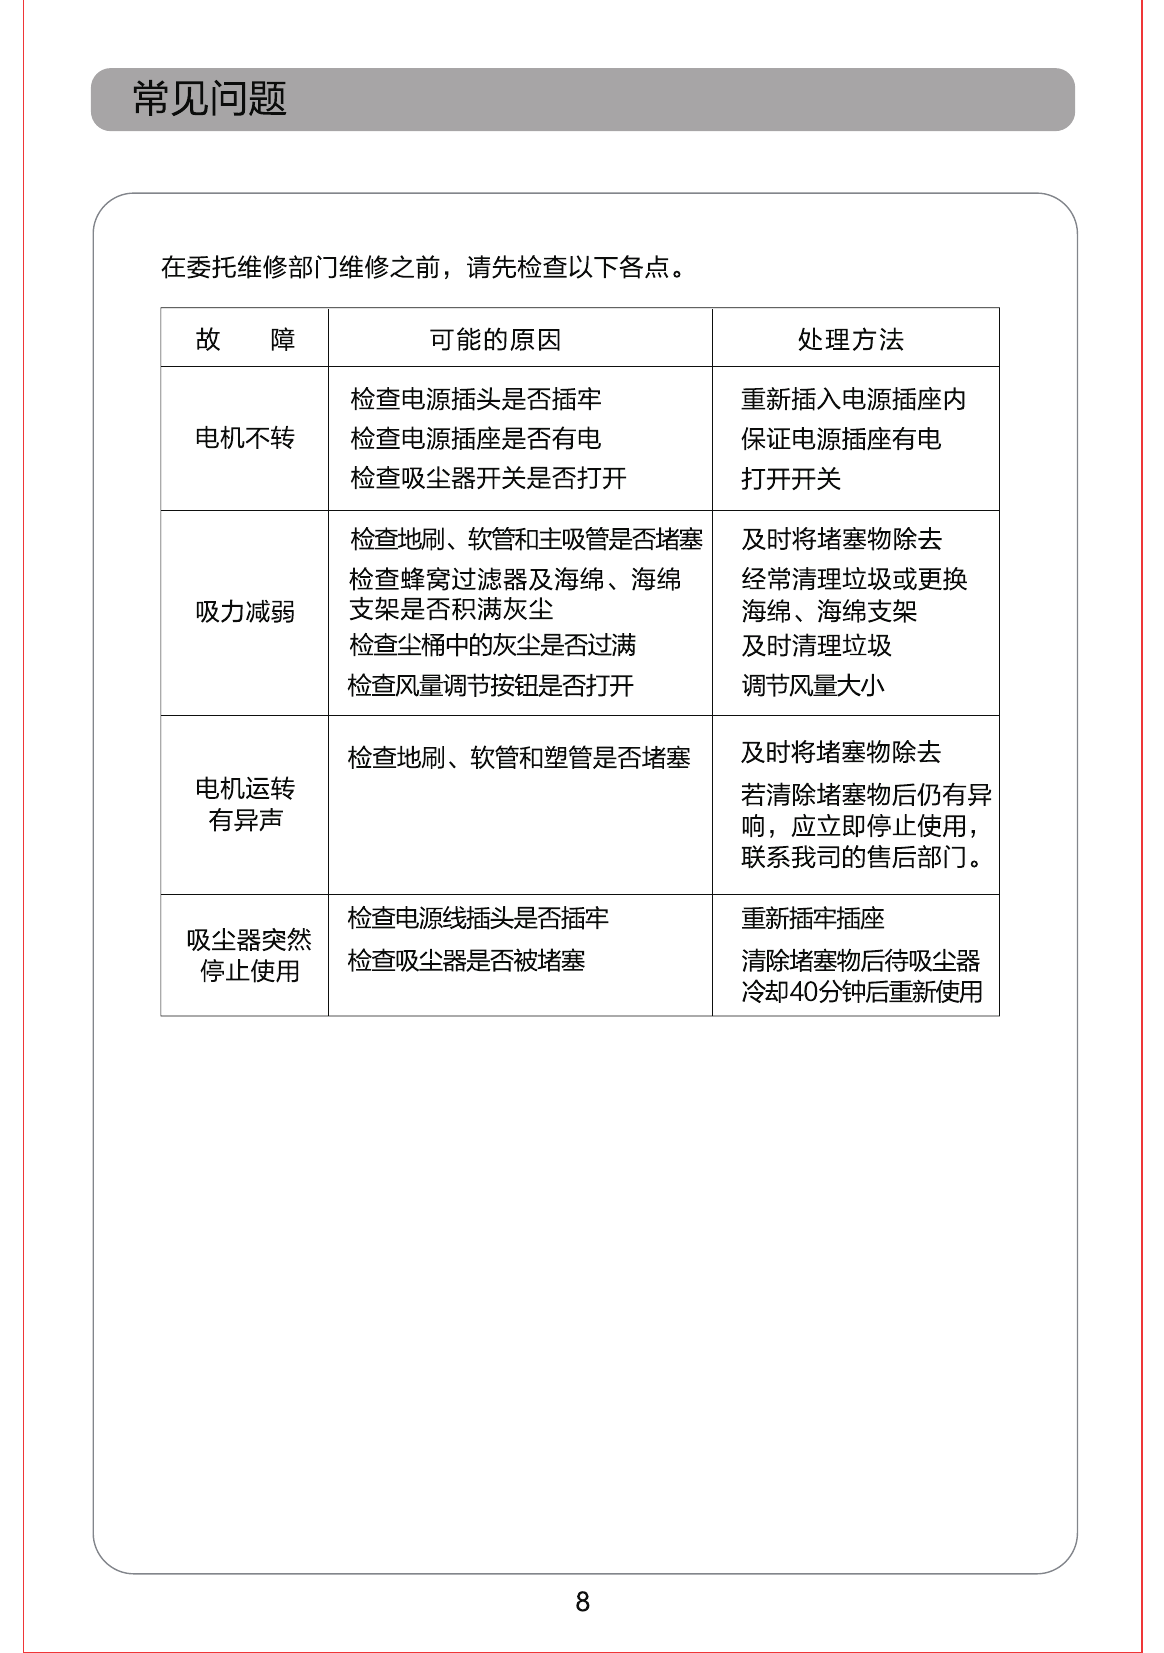 常见问题
在委托维修部门维修之前，请先检查以下各点。
故 障 可能的原因 处理方法
电机不转
检查电源插头是否插牢 重新插入电源插座内
检查电源插座是否有电 保证电源插座有电
检查吸尘器开关是否打开 打开开关
吸力减弱
检查地刷、软管和主吸管是否堵塞 及时将堵塞物除去
检查蜂窝过滤器及海绵、海绵 经常清理垃圾或更换
支架是否积满灰尘 海绵、海绵支架
检查尘桶中的灰尘是否过满 及时清理垃圾
检查风量调节按钮是否打开 调节风量大小
电机运转
有异声
检查地刷、软管和塑管是否堵塞 及时将堵塞物除去
若清除堵塞物后仍有异
响，应立即停止使用，
联系我司的售后部门。
吸尘器突然
停止使用
检查电源线插头是否插牢 重新插牢插座
检查吸尘器是否被堵塞 清除堵塞物后待吸尘器
冷却40分钟后重新使用
8